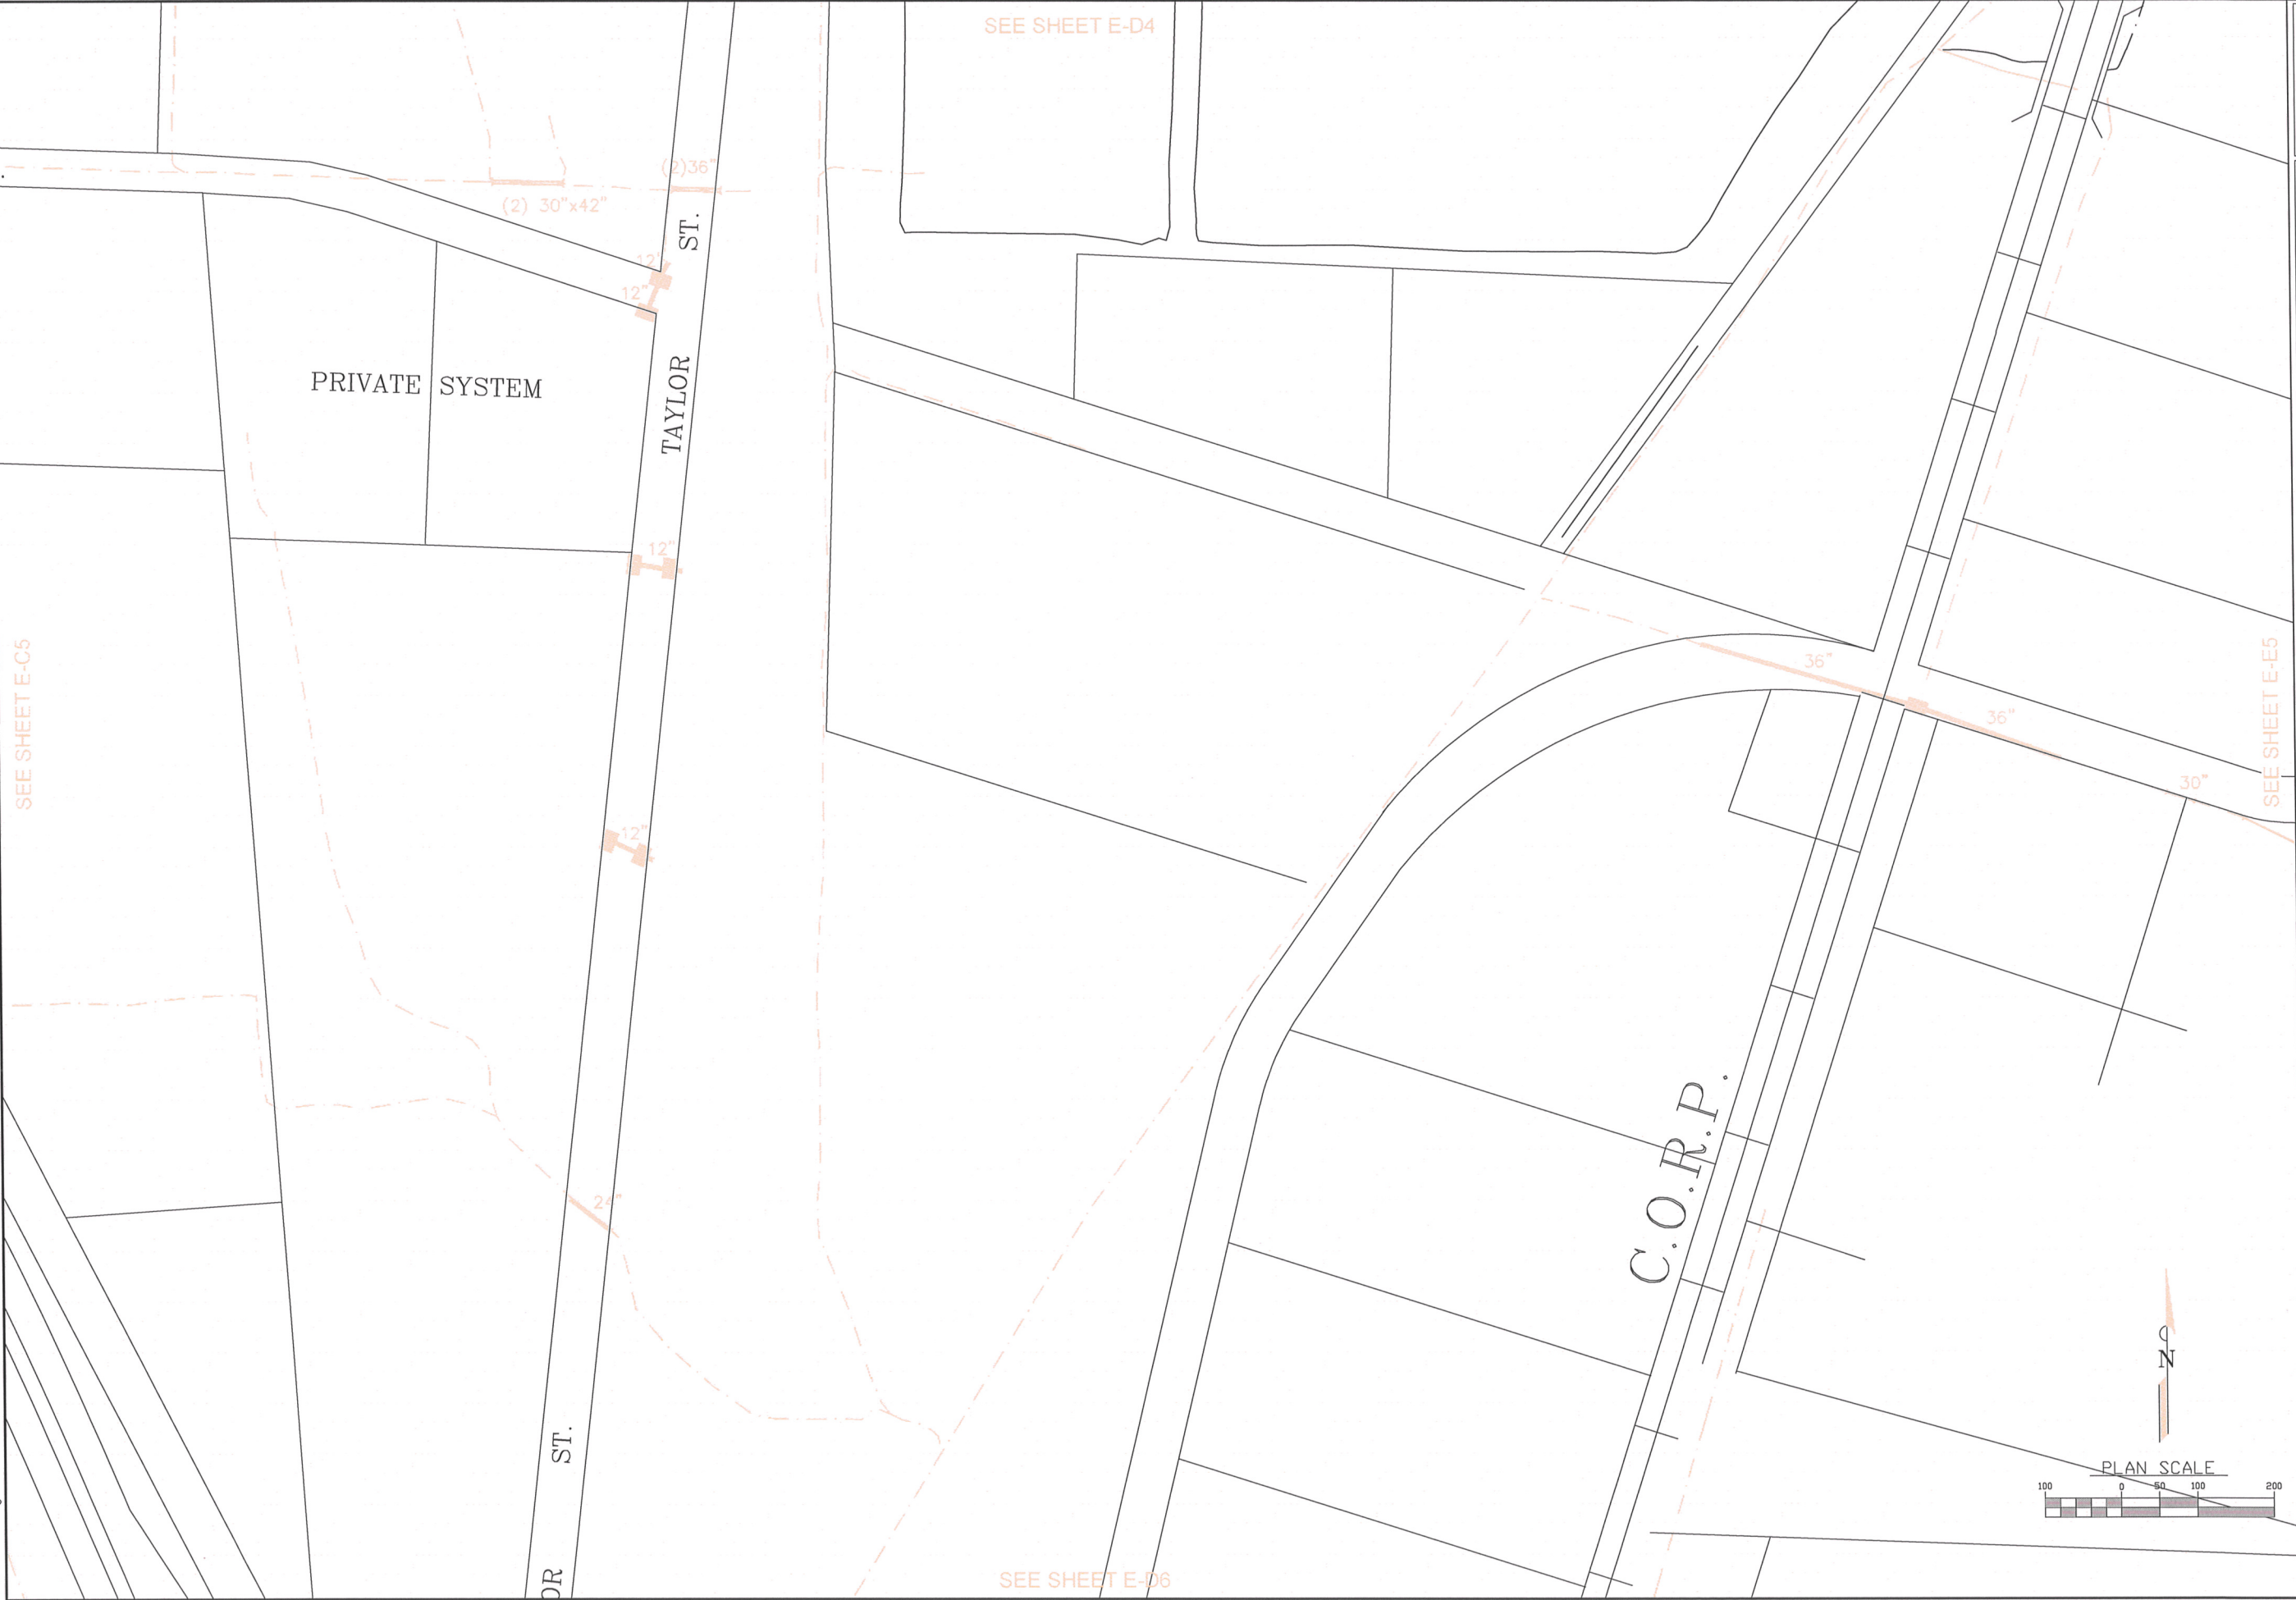 SEE SHEET E-D4
(2)36"
(2) 30"x42"
ST.
12"
12"
PRIVATE SYSTEM
TAYLOR
12"
SEE SHEET E-C5
SEE SHEET E-E5
36"
36"
30"
12"
C.O.R.P.
24"
N
ST.
PLAN SCALE
100 0 50 100 200
OR
SEE SHEET E-D6